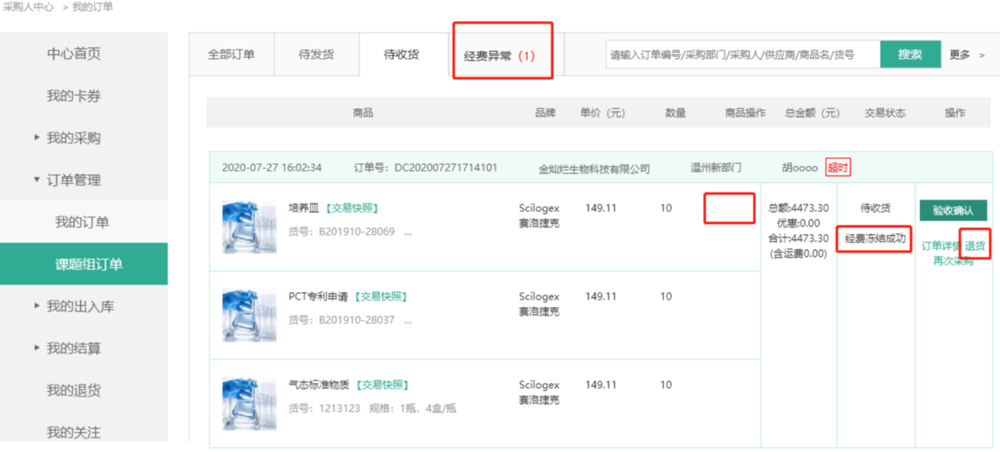 采购人中心 > 我的订单
中心首页
我的卡券
我的采购
订单管理
我的订单
课题组订单
我的出入库
我的结算
我的退货
我的关注
全部订单 待发货 待收货 经费异常 (1) 请输入订单编号/采购部门/采购人/供应商/商品名/货号 搜索 更多 >
商品 品牌 单价 (元) 数量 商品操作 总金额 (元) 交易状态 操作
2020-07-27 16:02:34 订单号: DC202007271714101 金灿烂生物科技有限公司 温州新部门 胡oooo 超时
培养皿 【交易快照】
货号: B201910-28069 ...
Scilogex
赛洛捷克
149.11
10
总额:4473.30
优惠:0.00
合计:4473.30
(含运费0.00)
待收货
经费冻结成功
验收确认
订单详情 退货
再次采购
PCT专利申请 【交易快照】
货号: B201910-28037 ...
Scilogex
赛洛捷克
149.11
10
气态标准物质 【交易快照】
货号: 1213123 规格: 1瓶, 4盒/瓶
Scilogex
赛洛捷克
149.11
10